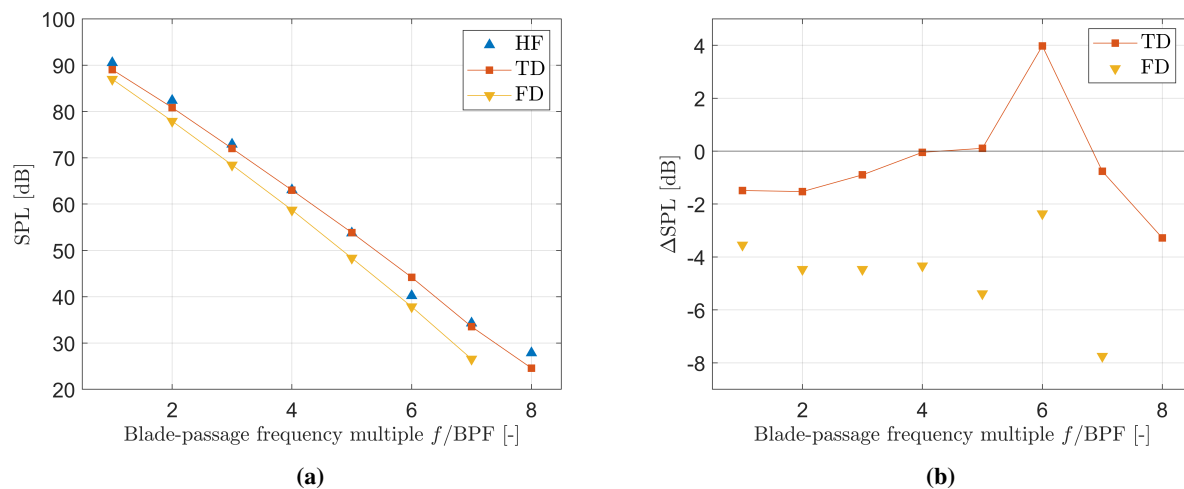 100
90
80
70
60
50
40
30
20
SPL [dB]
HF
TD
FD
2
4
6
8
Blade-passage frequency multiple f/BPF [-]
(a)
4
2
0
-2
-4
-6
-8
ΔSPL [dB]
TD
FD
2
4
6
8
Blade-passage frequency multiple f/BPF [-]
(b)